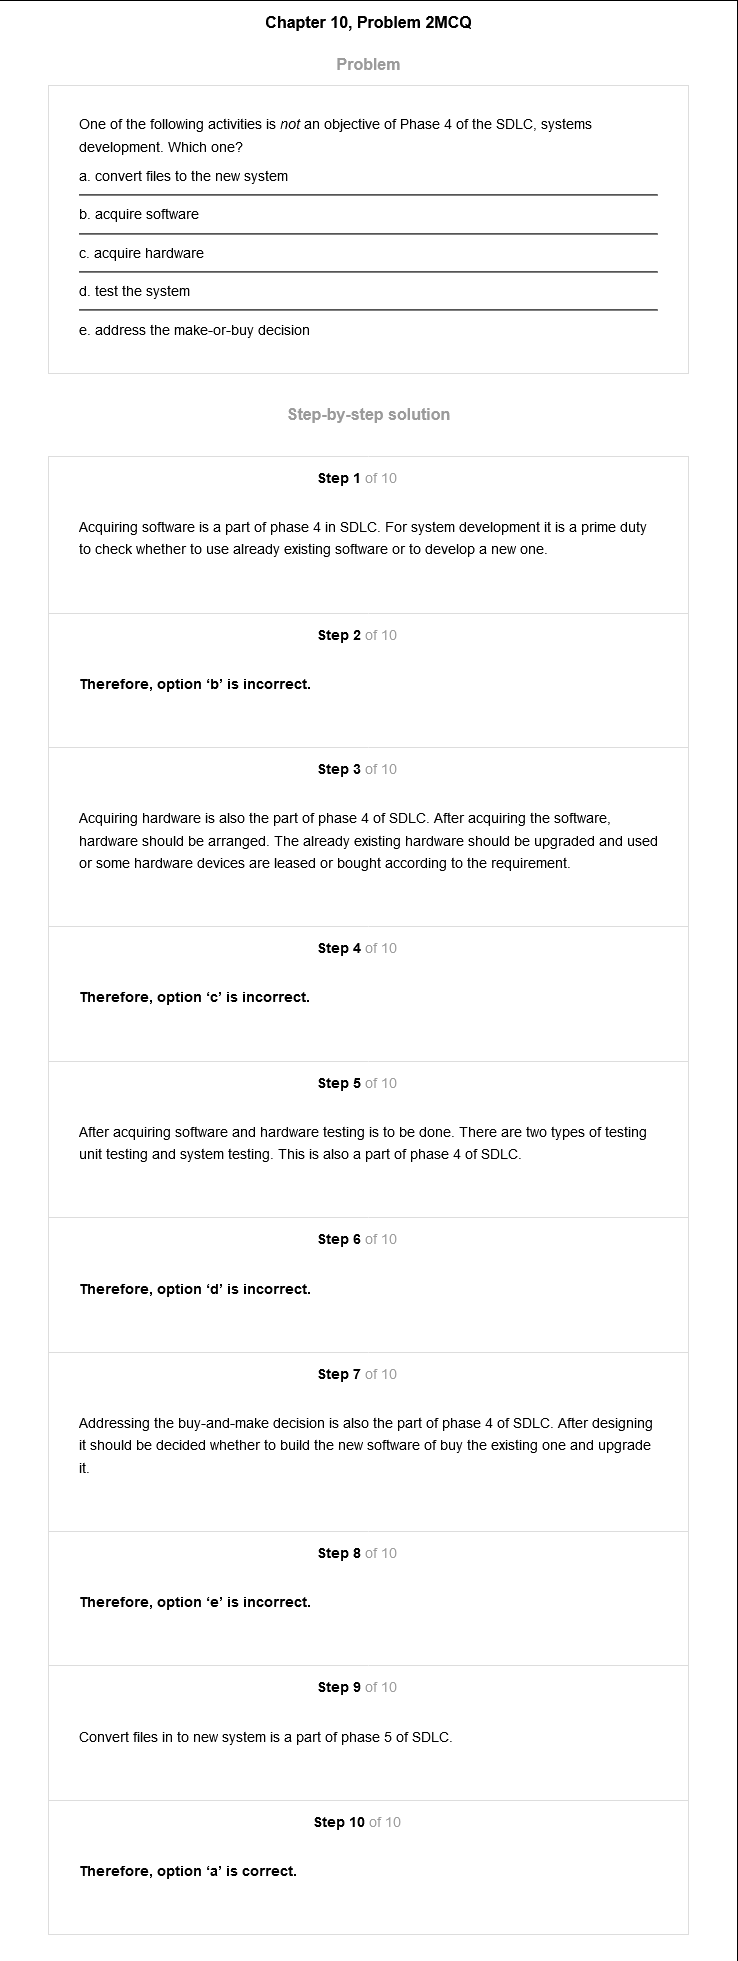 Chapter 10, Problem 2MCQ
Problem
One of the following activities is not an objective of Phase 4 of the SDLC, systems
development. Which one?
a. convert files to the new system
b. acquire software
c. acquire hardware
d. test the system
e. address the make-or-buy decision
Step-by-step solution
Step 1 of 10
Acquiring software is a part of phase 4 in SDLC. For system development it is a prime duty
to check whether to use already existing software or to develop a new one.
Step 2 of 10
Therefore, option ‘b’ is incorrect.
Step 3 of 10
Acquiring hardware is also the part of phase 4 of SDLC. After acquiring the software,
hardware should be arranged. The already existing hardware should be upgraded and used
or some hardware devices are leased or bought according to the requirement.
Step 4 of 10
Therefore, option ‘c’ is incorrect.
Step 5 of 10
After acquiring software and hardware testing is to be done. There are two types of testing
unit testing and system testing. This is also a part of phase 4 of SDLC.
Step 6 of 10
Therefore, option ‘d’ is incorrect.
Step 7 of 10
Addressing the buy-and-make decision is also the part of phase 4 of SDLC. After designing
it should be decided whether to build the new software of buy the existing one and upgrade
it.
Step 8 of 10
Therefore, option ‘e’ is incorrect.
Step 9 of 10
Convert files in to new system is a part of phase 5 of SDLC.
Step 10 of 10
Therefore, option ‘a’ is correct.